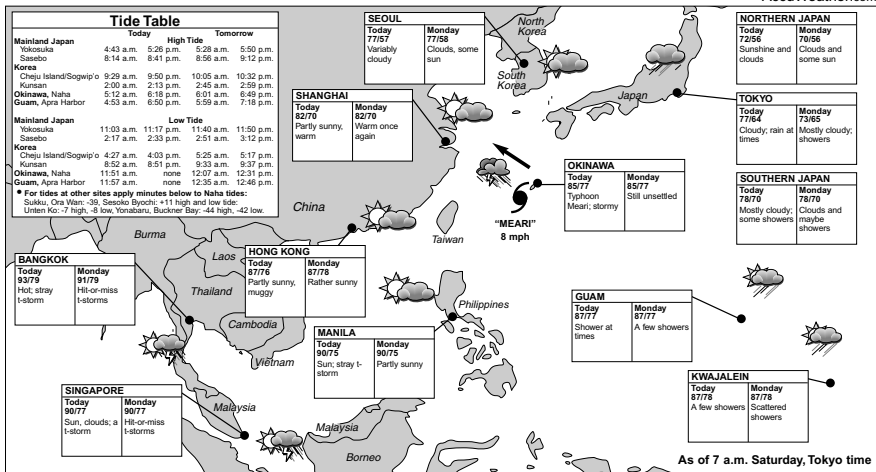 Tide Table
Today Tomorrow
Mainland Japan High Tide
Yokosuka 4:43 a.m. 5:26 p.m. 5:28 a.m. 5:50 p.m.
Sasebo 8:14 a.m. 8:41 p.m. 8:56 a.m. 9:12 p.m.
Korea
Cheju Island/Sogwip'o 9:29 a.m. 9:50 p.m. 10:05 a.m. 10:32 p.m.
Kunsan 2:00 a.m. 2:13 p.m. 2:45 a.m. 2:59 p.m.
Okinawa, Naha 5:12 a.m. 6:18 p.m. 6:01 a.m. 6:49 p.m.
Guam, Apra Harbor 4:53 a.m. 6:50 p.m. 5:59 a.m. 7:18 p.m.
Mainland Japan Low Tide
Yokosuka 11:03 a.m. 11:17 p.m. 11:40 a.m. 11:50 p.m.
Sasebo 2:17 a.m. 2:33 p.m. 2:51 a.m. 3:12 p.m.
Korea
Cheju Island/Sogwip'o 4:27 a.m. 4:03 p.m. 5:25 a.m. 5:17 p.m.
Kunsan 8:52 a.m. 8:51 p.m. 9:33 a.m. 9:37 p.m.
Okinawa, Naha 11:51 a.m. none 12:07 a.m. 12:31 p.m.
Guam, Apra Harbor 11:57 a.m. none 12:35 a.m. 12:46 p.m.
• For tides at other sites apply minutes below to Naha tides:
Sukku, Ora Wan: -39, Sesoko Byochi: +11 high and low tide:
Unten Ko: -7 high, -8 low, Yonabaru, Buckner Bay: -44 high, -42 low.
SEOUL
Today Monday
77/57 77/58
Variably Clouds, some
cloudy sun
North
Korea
South
Korea
Japan
NORTHERN JAPAN
Today Monday
72/56 70/56
Sunshine and Clouds and
clouds some sun
SHANGHAI
Today Monday
82/70 82/70
Partly sunny, Warm once
warm again
TOKYO
Today Monday
77/64 73/65
Cloudy; rain at Mostly cloudy;
times showers
OKINAWA
Today Monday
85/77 85/77
Typhoon Still unsettled
Meari; stormy
"MEARI"
8 mph
SOUTHERN JAPAN
Today Monday
78/70 78/70
Mostly cloudy; Clouds and
some showers maybe
showers
China
Taiwan
Burma
Laos
Thailand
Cambodia
Vietnam
Philippines
BANGKOK
Today Monday
93/79 91/79
Hot; stray Hit-or-miss
t-storm t-storms
HONG KONG
Today Monday
87/76 87/78
Partly sunny, Rather sunny
muggy
MANILA
Today Monday
90/75 90/75
Sun; stray t- Partly sunny
storm
GUAM
Today Monday
87/77 87/77
Shower at A few showers
times
KWAJALEIN
Today Monday
87/78 87/78
A few showers Scattered
showers
SINGAPORE
Today Monday
90/77 90/77
Sun, clouds; a Hit-or-miss
t-storm t-storms
Malaysia
Malaysia
Borneo
As of 7 a.m. Saturday, Tokyo time